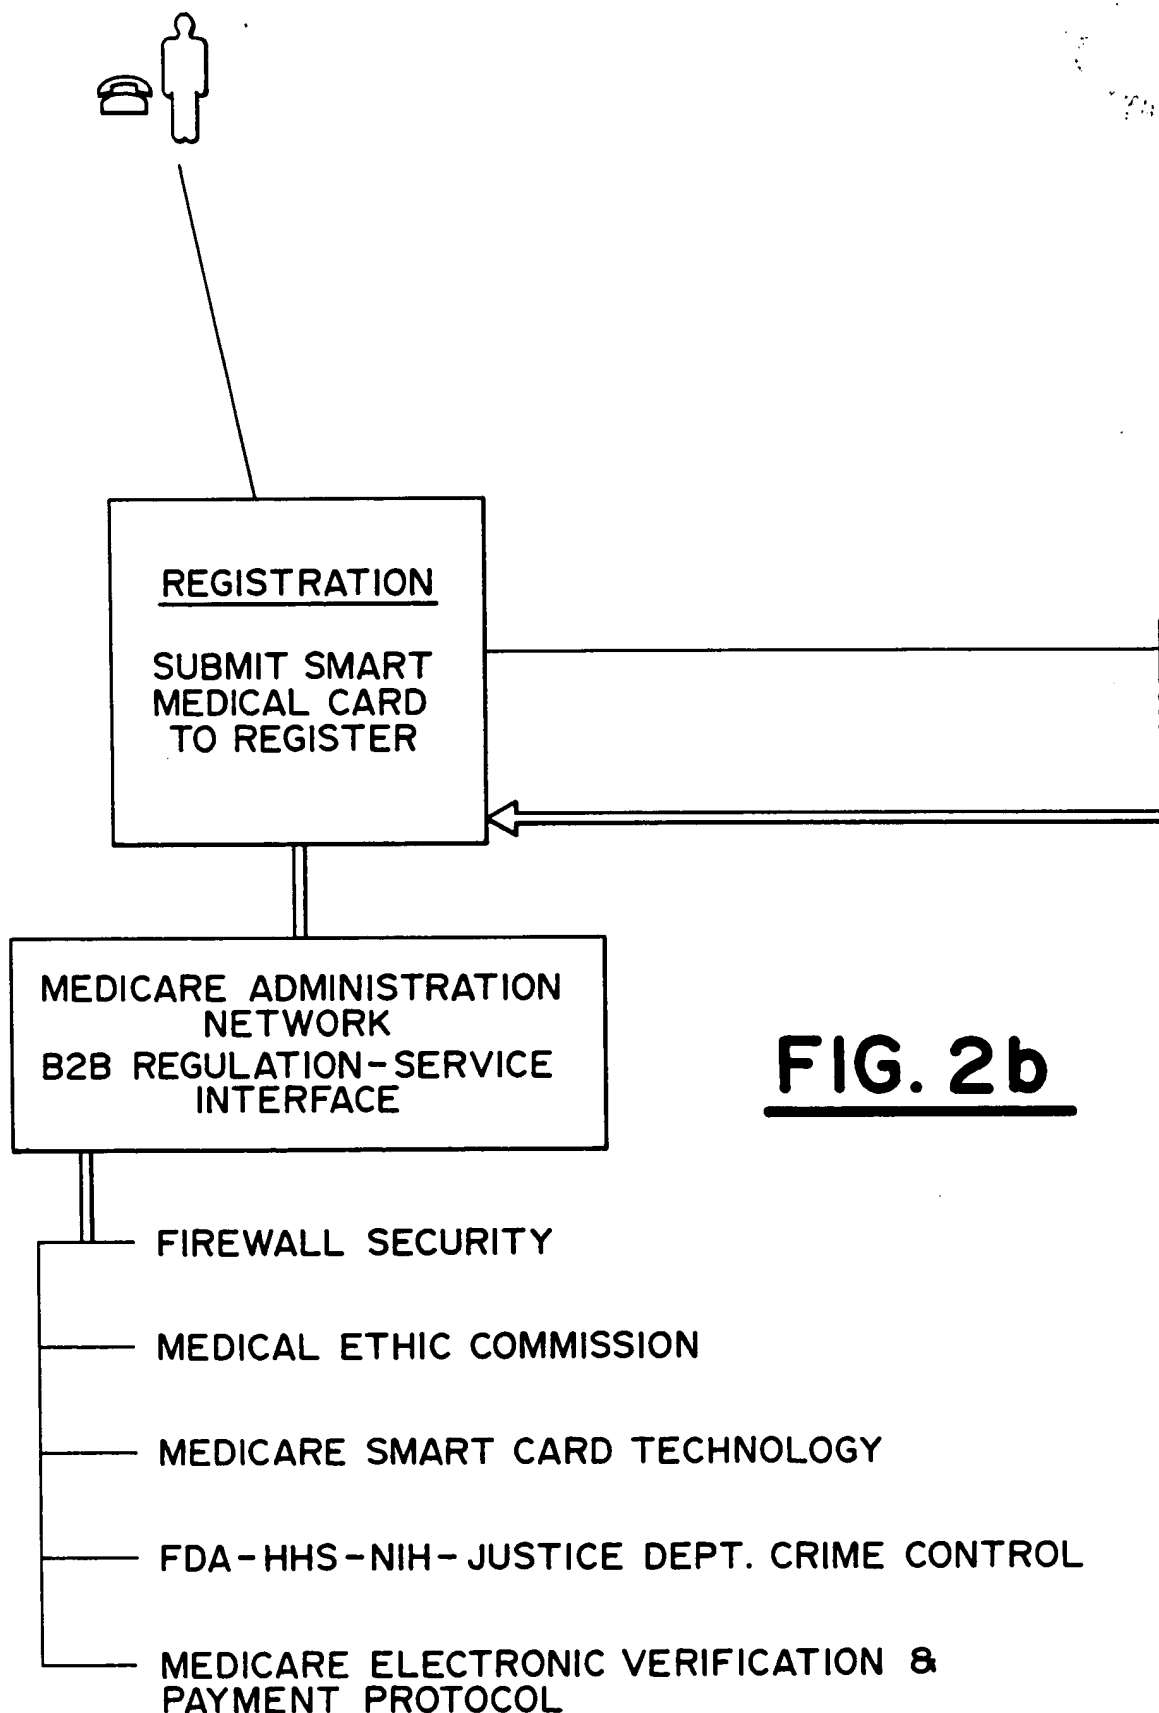 REGISTRATION
SUBMIT SMART
MEDICAL CARD
TO REGISTER
MEDICARE ADMINISTRATION
NETWORK
B2B REGULATION-SERVICE
INTERFACE
FIG. 2b
FIREWALL SECURITY
MEDICAL ETHIC COMMISSION
MEDICARE SMART CARD TECHNOLOGY
FDA-HHS-NIH-JUSTICE DEPT. CRIME CONTROL
MEDICARE ELECTRONIC VERIFICATION &
PAYMENT PROTOCOL